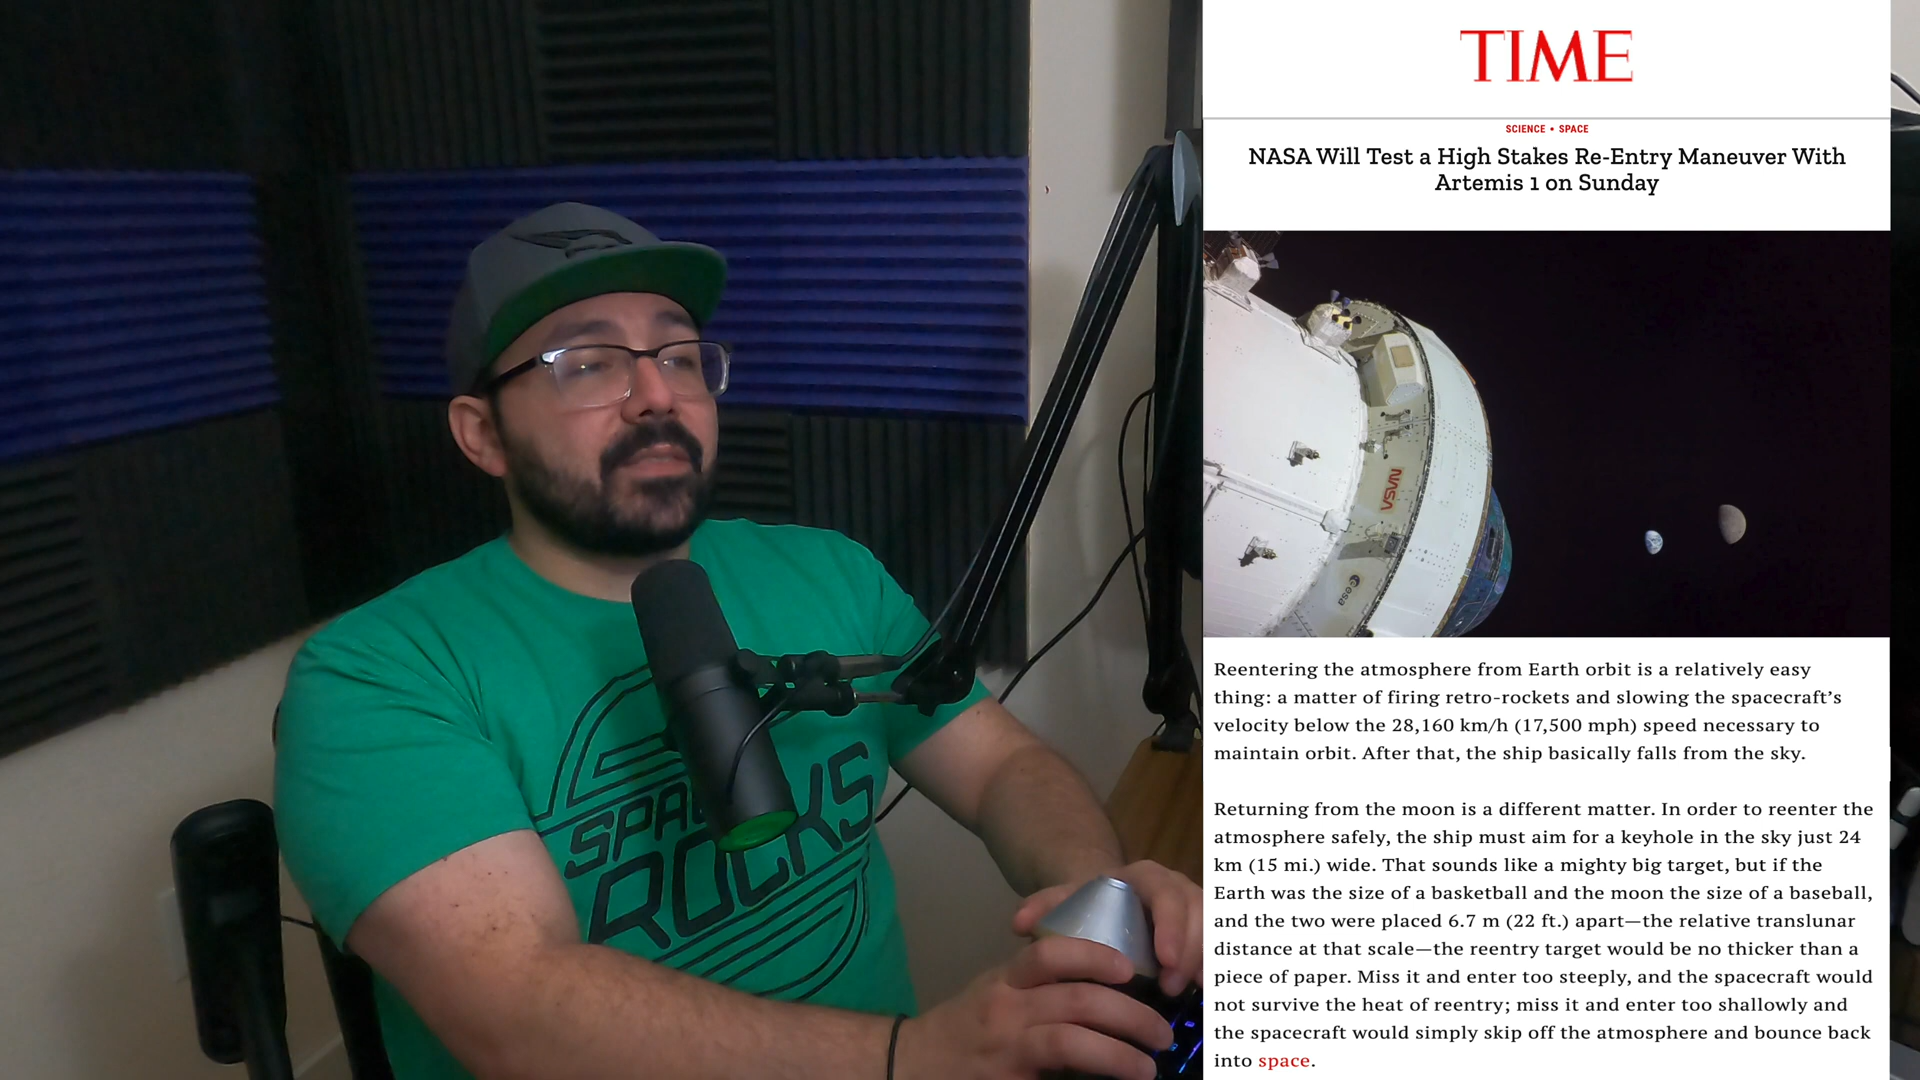 TIME
SCIENCE • SPACE
NASA Will Test a High Stakes Re-Entry Maneuver With
Artemis 1 on Sunday
NASA
esa
Reentering the atmosphere from Earth orbit is a relatively easy
thing: a matter of firing retro-rockets and slowing the spacecraft’s
velocity below the 28,160 km/h (17,500 mph) speed necessary to
maintain orbit. After that, the ship basically falls from the sky.
Returning from the moon is a different matter. In order to reenter the
atmosphere safely, the ship must aim for a keyhole in the sky just 24
km (15 mi.) wide. That sounds like a mighty big target, but if the
Earth was the size of a basketball and the moon the size of a baseball,
and the two were placed 6.7 m (22 ft.) apart—the relative translunar
distance at that scale—the reentry target would be no thicker than a
piece of paper. Miss it and enter too steeply, and the spacecraft would
not survive the heat of reentry; miss it and enter too shallowly and
the spacecraft would simply skip off the atmosphere and bounce back
into space.
SPAC
ROCKS